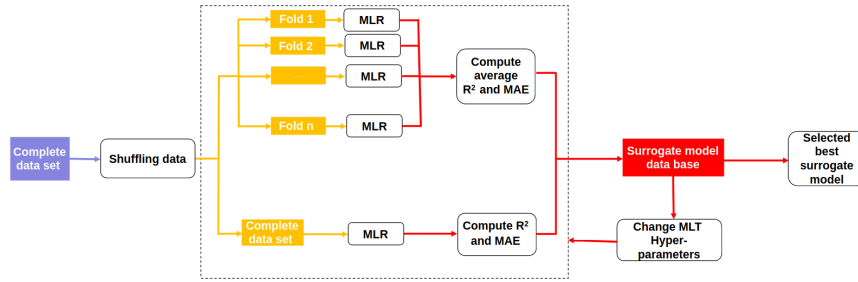 Fold 1
MLR
Fold 2
MLR
...
MLR
Fold n
MLR
Compute
average
R² and MAE
Complete
data set
Shuffling data
Surrogate model
data base
Selected
best
surrogate
model
Complete
data set
MLR
Compute R²
and MAE
Change MLT
Hyper-
parameters